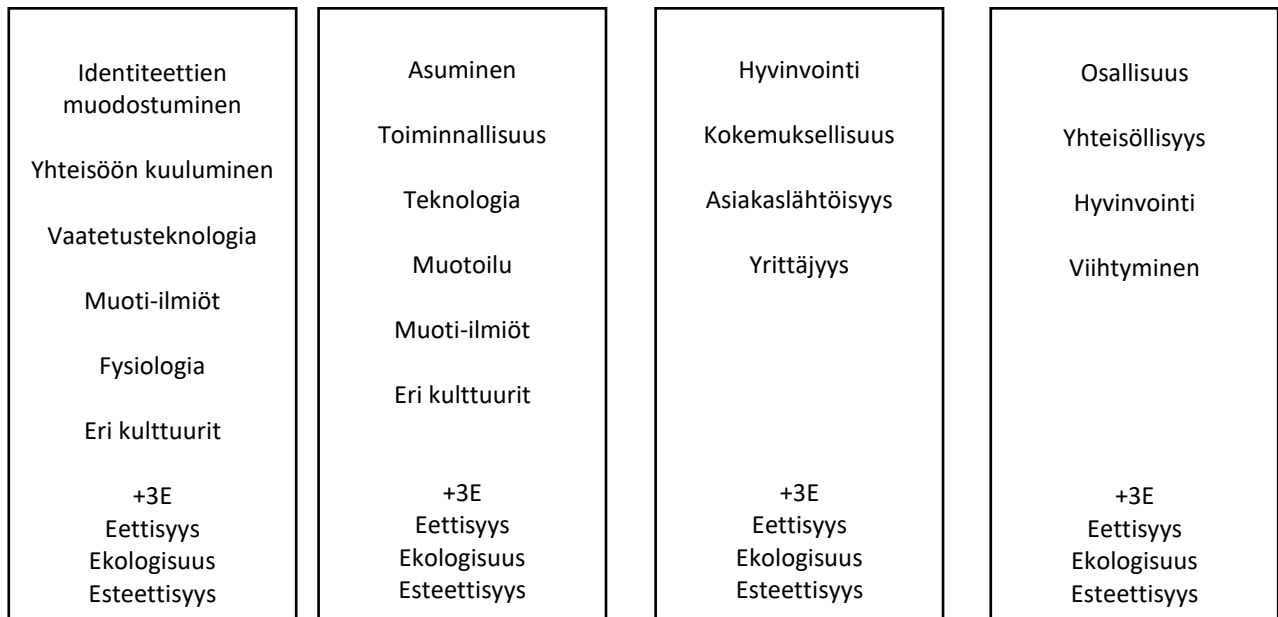 Identiteettien
muodostuminen
Yhteisöön kuuluminen
Vaatetusteknologia
Muoti-ilmiöt
Fysiologia
Eri kulttuurit
+3E
Eettisyys
Ekologisuus
Esteettisyys
Asuminen
Toiminnallisuus
Teknologia
Muotoilu
Muoti-ilmiöt
Eri kulttuurit
+3E
Eettisyys
Ekologisuus
Esteettisyys
Hyvinvointi
Kokemuksellisuus
Asiakaslähtöisyys
Yrittäjyys
+3E
Eettisyys
Ekologisuus
Esteettisyys
Osallisuus
Yhteisöllisyys
Hyvinvointi
Viihtyminen
+3E
Eettisyys
Ekologisuus
Esteettisyys